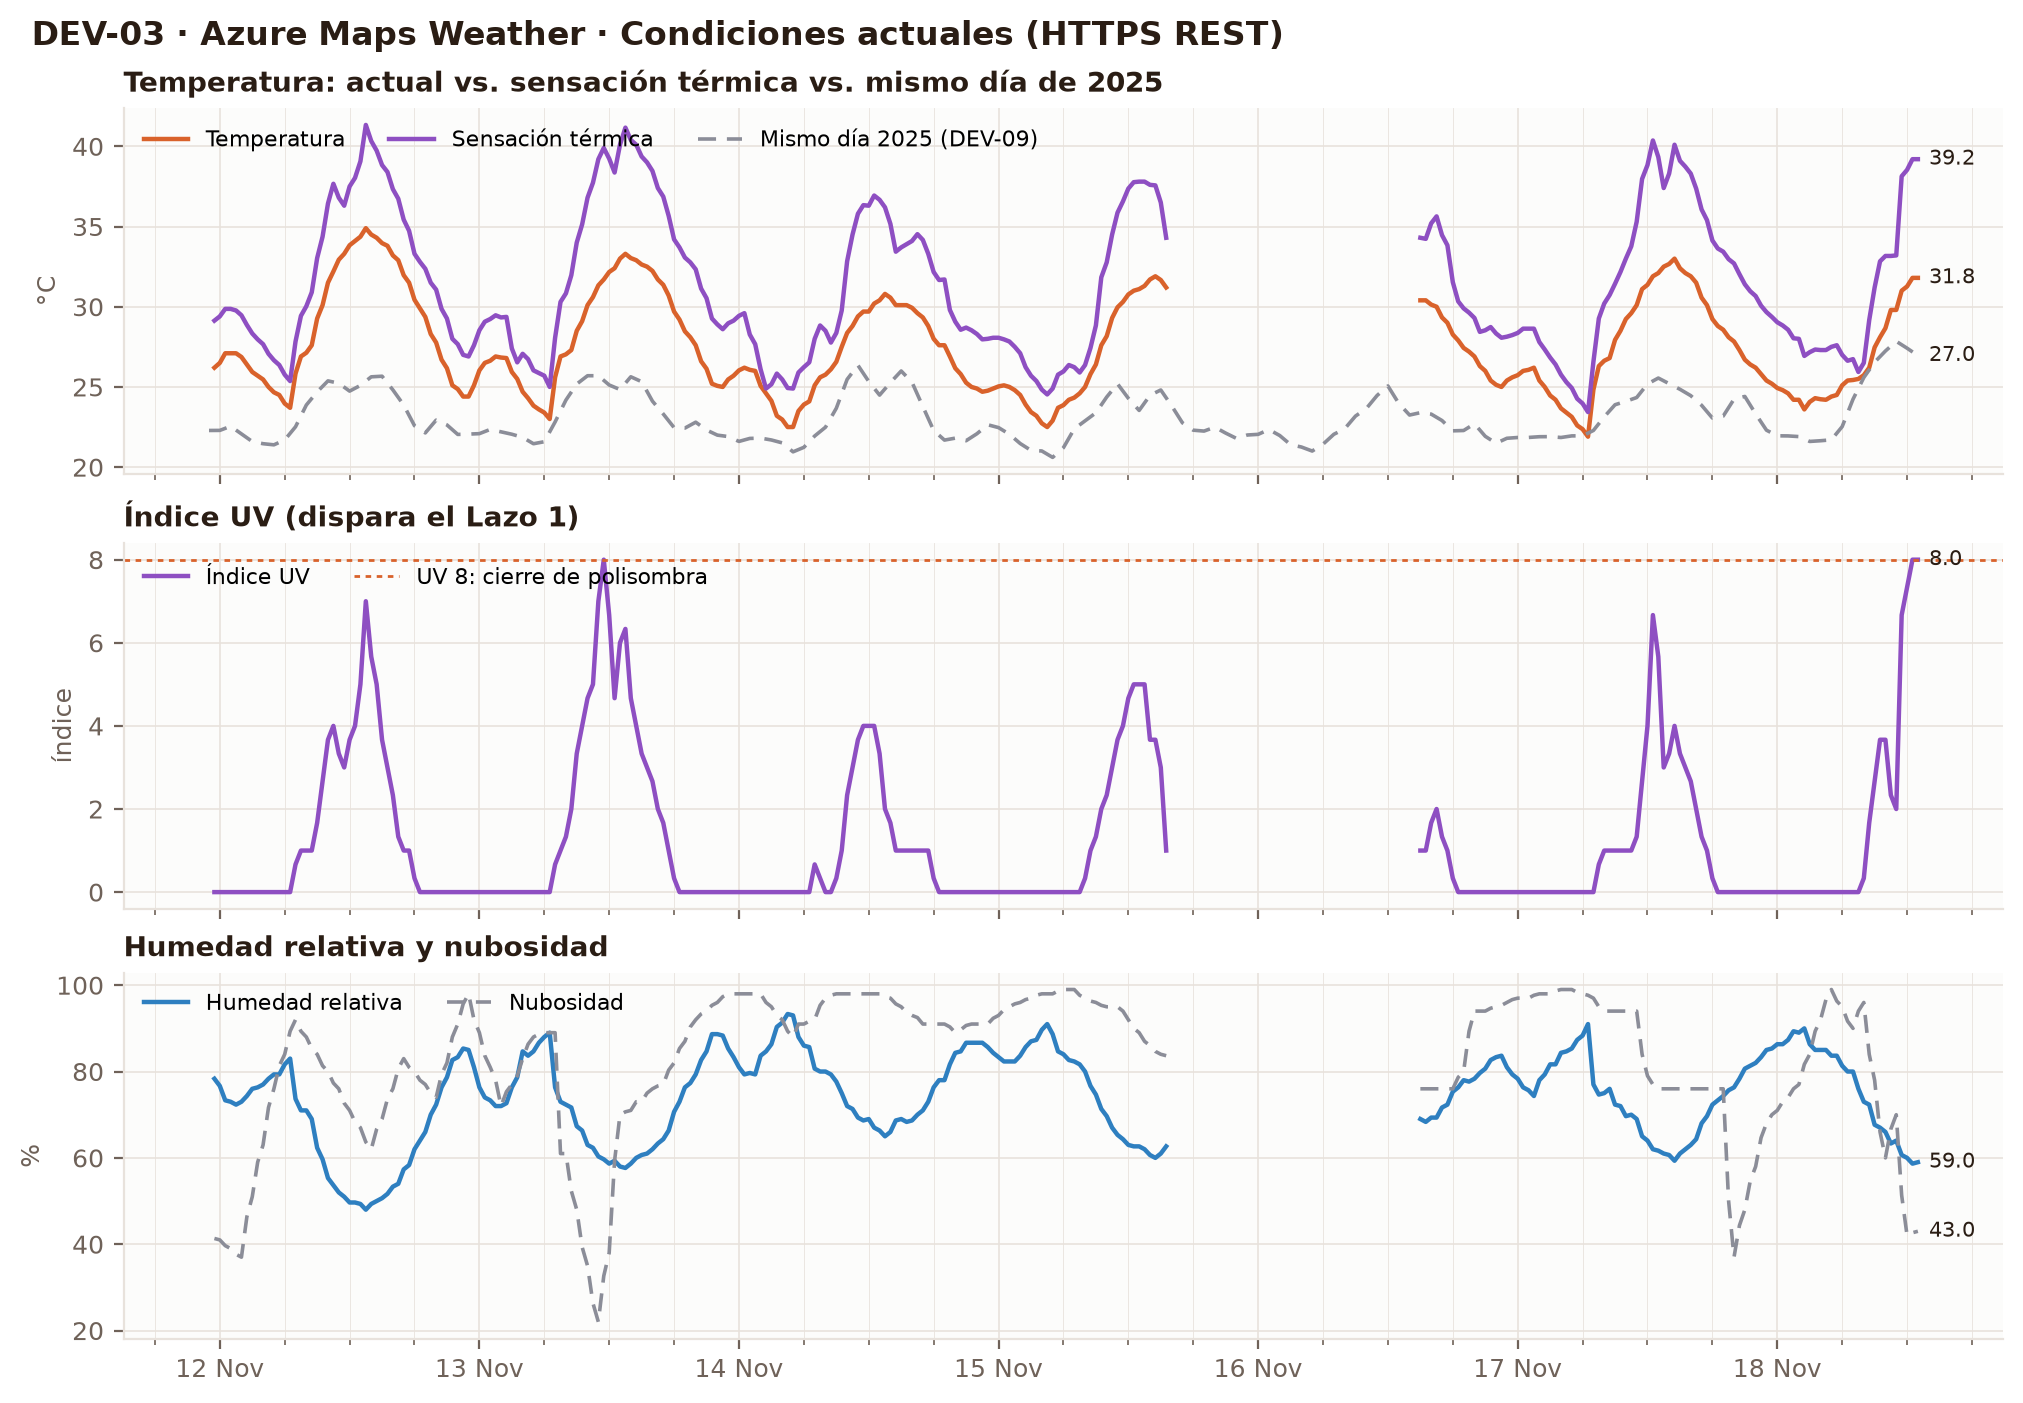 DEV-03 · Azure Maps Weather · Condiciones actuales (HTTPS REST)
Temperatura: actual vs. sensación térmica vs. mismo día de 2025
Temperatura
Sensación térmica
Mismo día 2025 (DEV-09)
°C
40
35
30
25
20
39.2
31.8
27.0
Índice UV (dispara el Lazo 1)
Índice UV
UV 8: cierre de polisombra
índice
8
6
4
2
0
8.0
Humedad relativa y nubosidad
Humedad relativa
Nubosidad
%
100
80
60
40
20
59.0
43.0
12 Nov
13 Nov
14 Nov
15 Nov
16 Nov
17 Nov
18 Nov